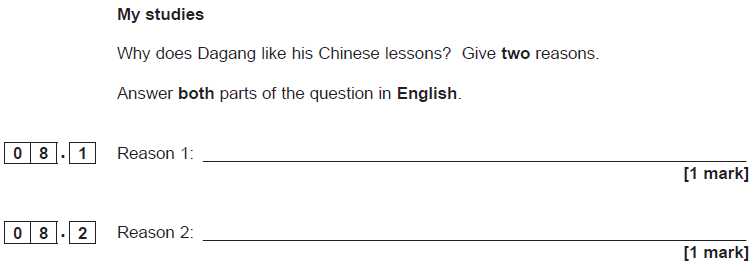 My studies
Why does Dagang like his Chinese lessons? Give two reasons.
Answer both parts of the question in English.
0 8 . 1 Reason 1:
[1 mark]
0 8 . 2 Reason 2:
[1 mark]